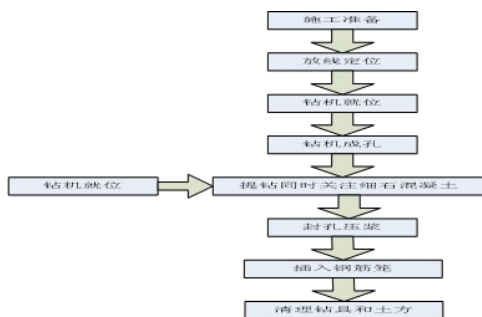 施工准备
放线定位
钻机就位
钻机成孔
钻机就位
提钻同时关注细石混凝土
封孔压浆
插入钢筋笼
清理钻具和土方